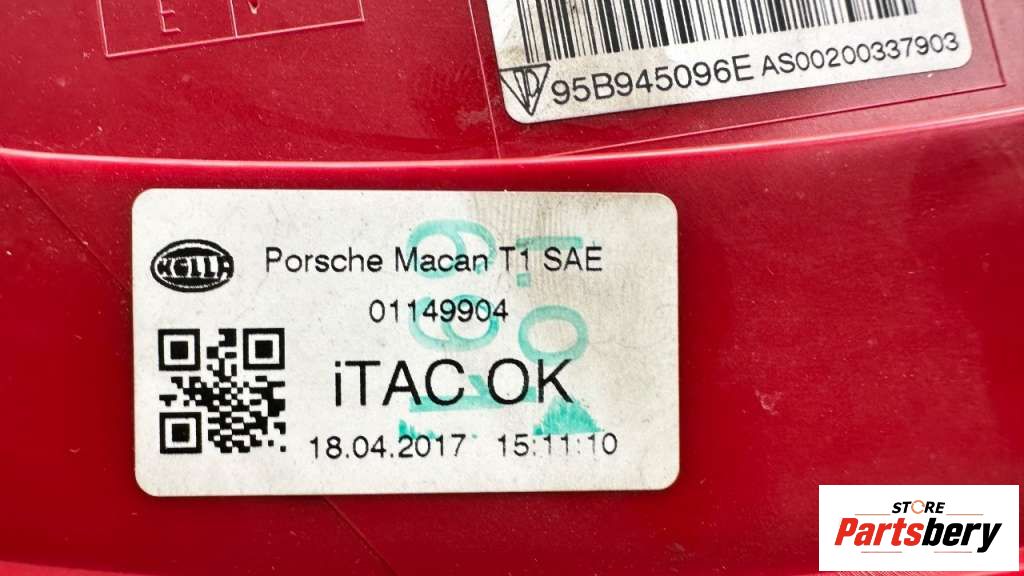 E
95B945096E AS00200337903
HELLA
Porsche Macan T1 SAE
01149904
iTAC OK
18.04.2017 15:11:10
STORE
Partsbery